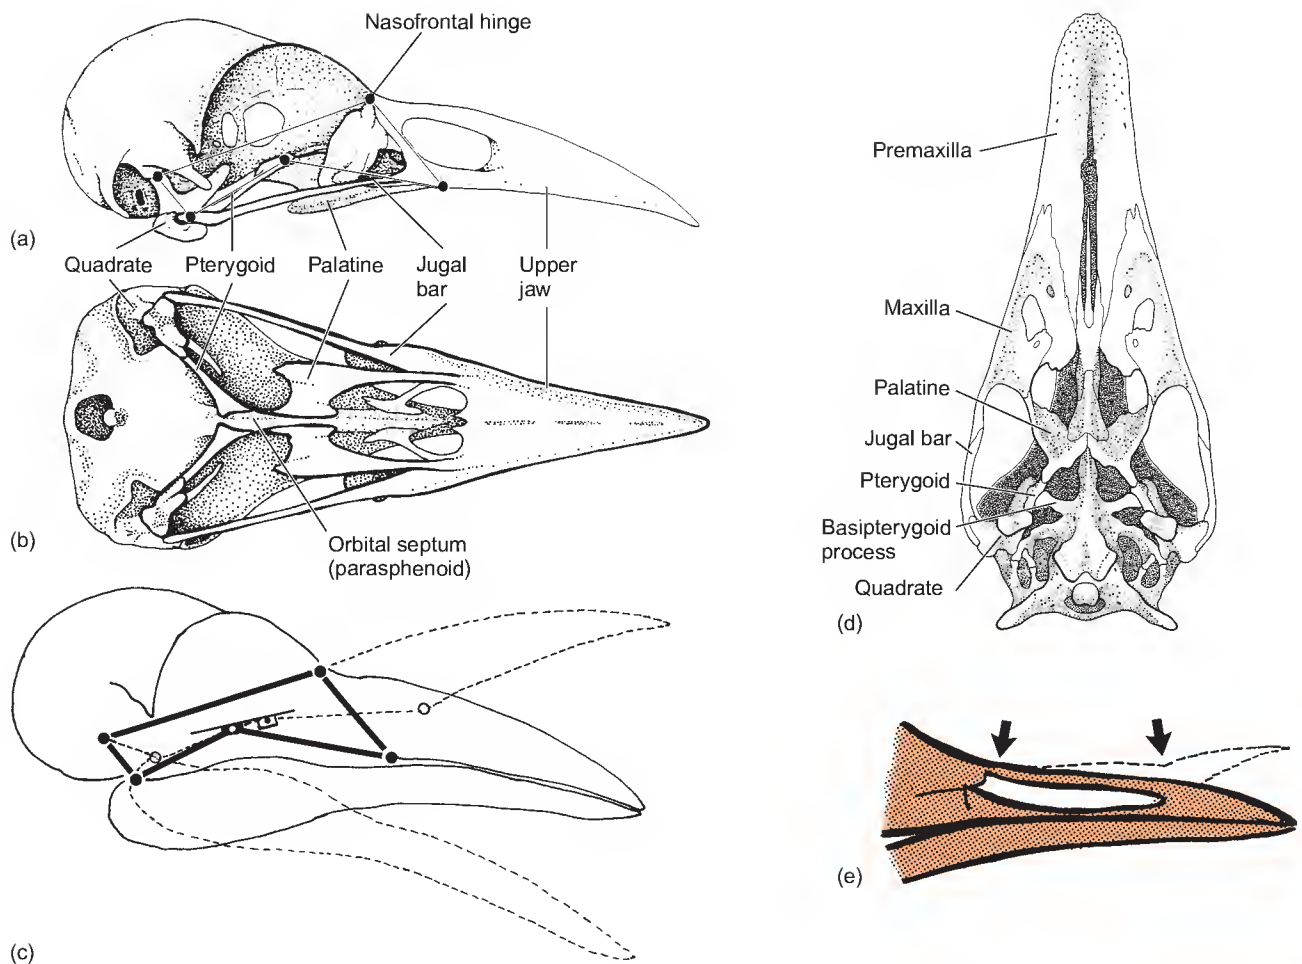 Nasofrontal hinge
(a)
Quadrate Pterygoid Palatine Jugal Upper
bar jaw
(b)
Orbital septum
(parasphenoid)
(c)
Premaxilla
Maxilla
Palatine
Jugal bar
Pterygoid
Basipterygoid
process
Quadrate
(d)
(e)